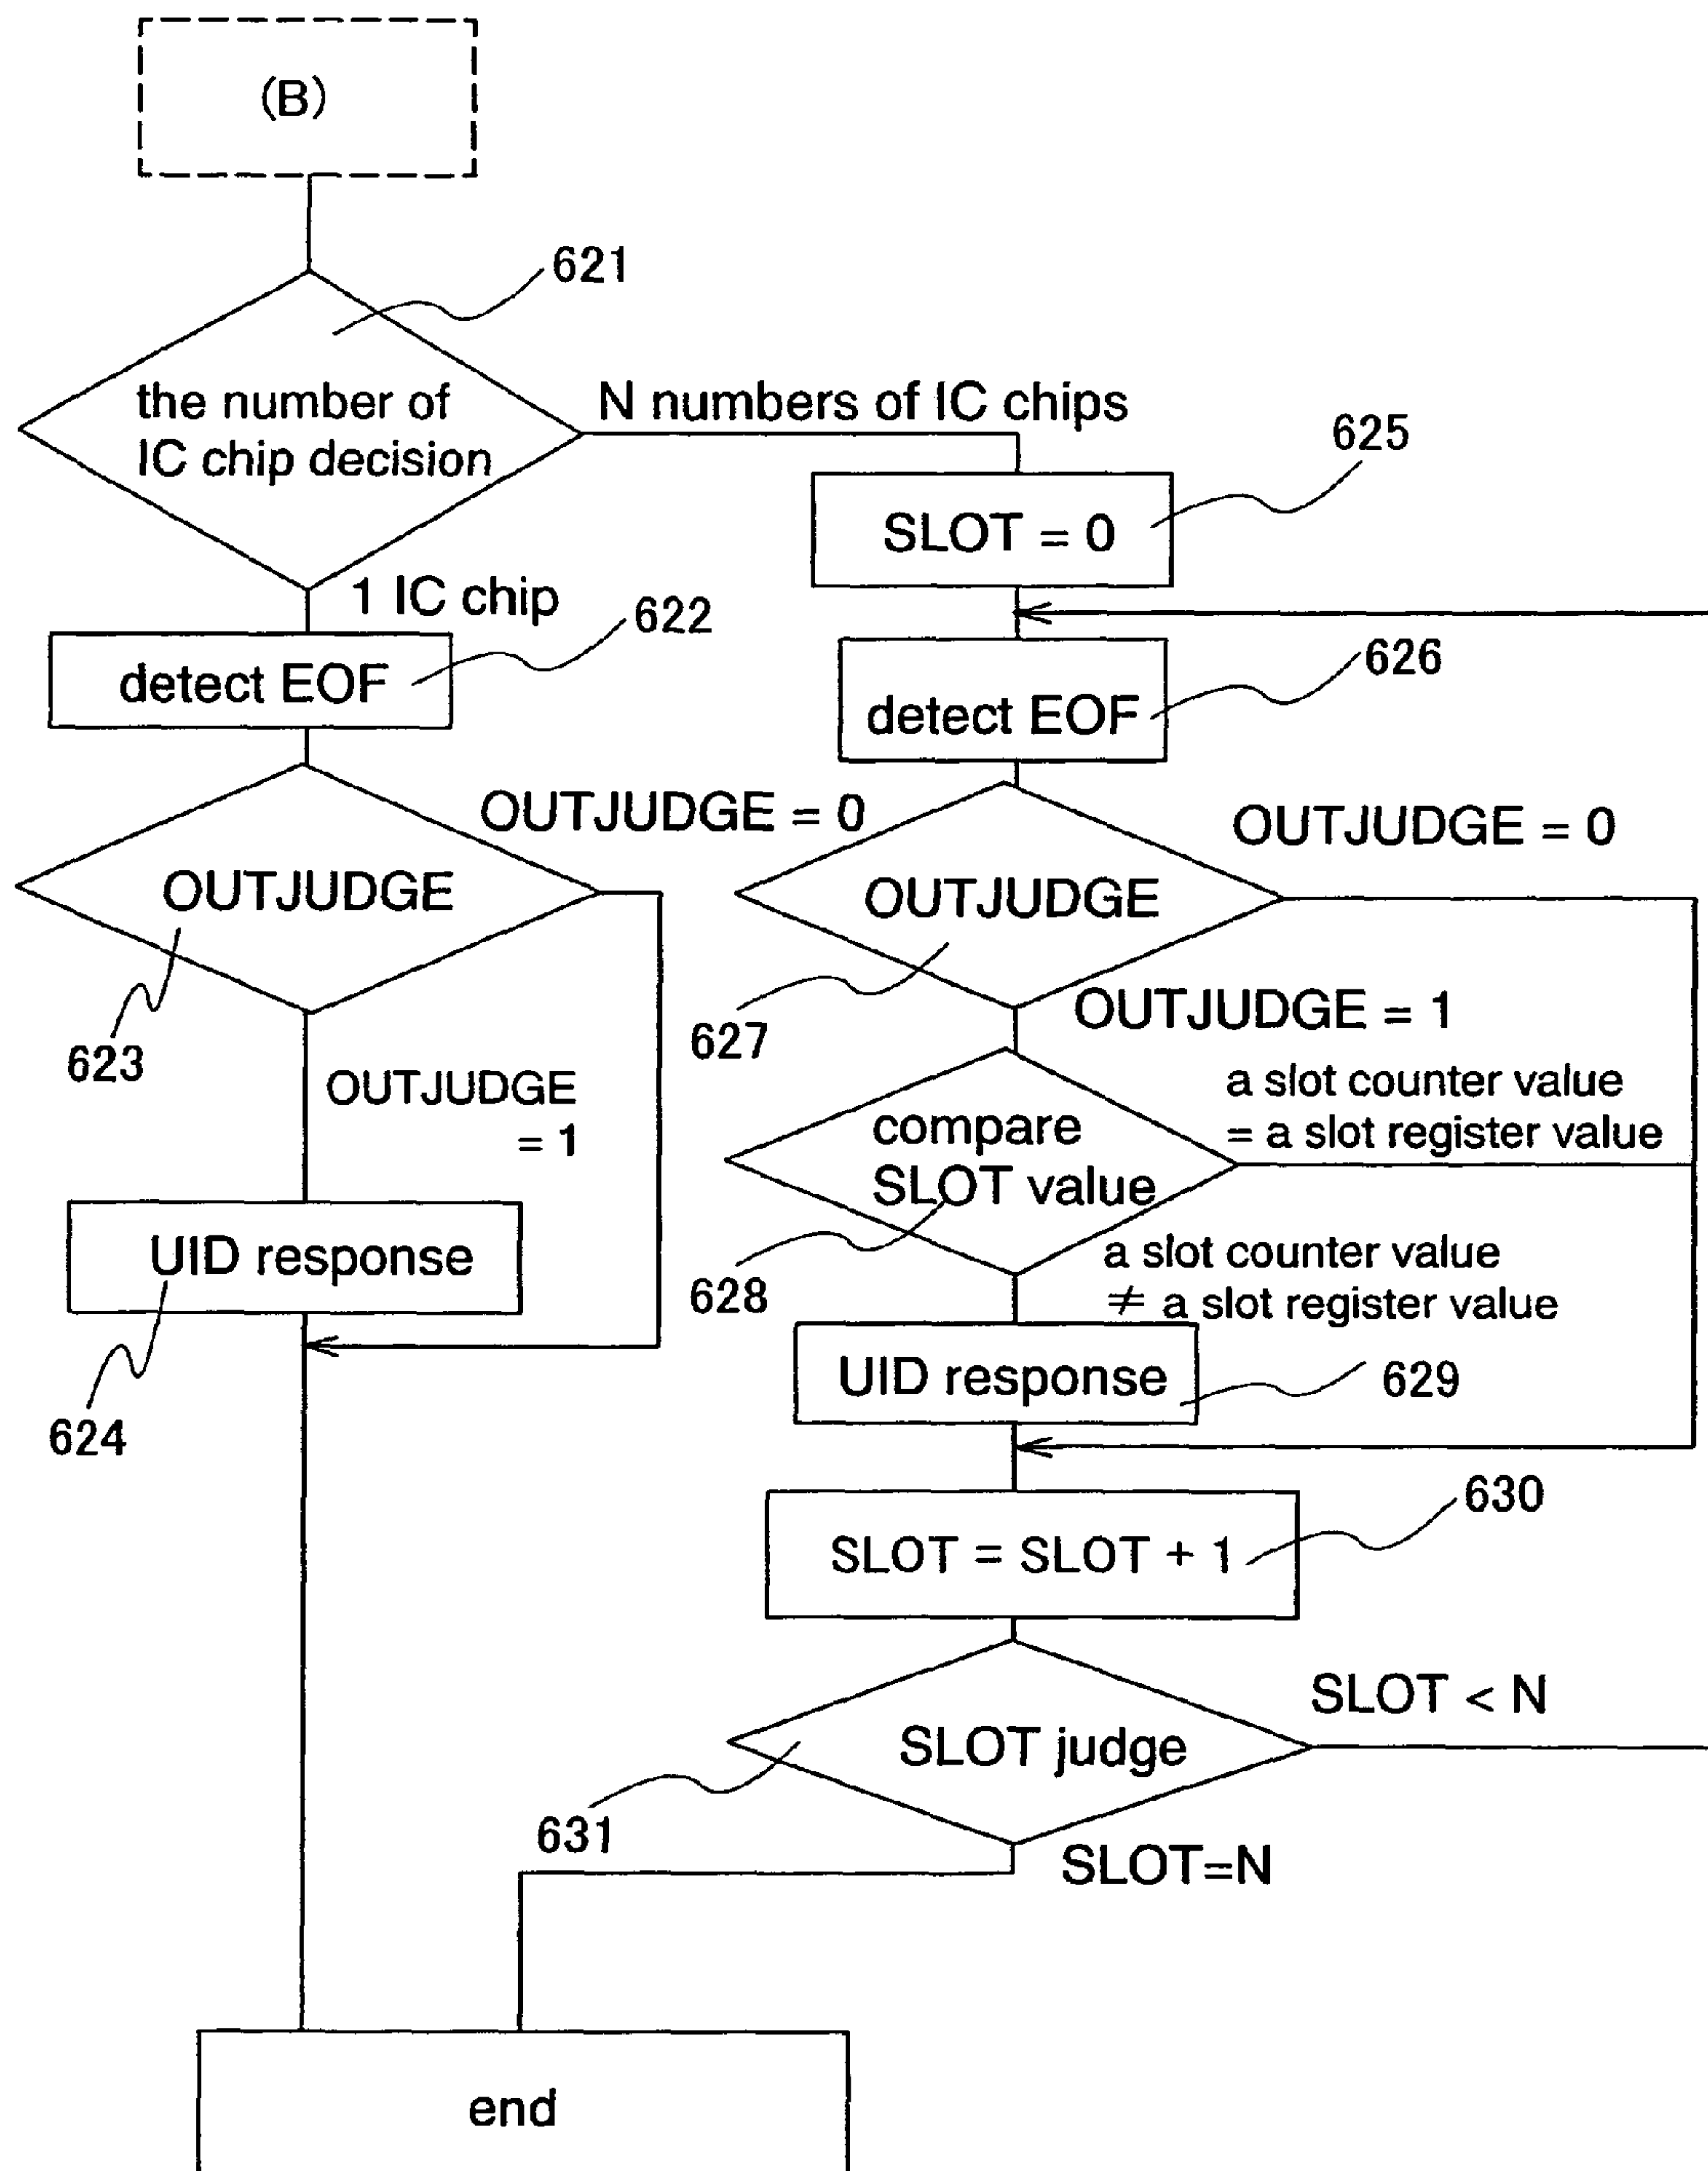 (B)
621
the number of
IC chip decision
N numbers of IC chips
625
SLOT = 0
1 IC chip
622
detect EOF
626
detect EOF
OUTJUDGE = 0
OUTJUDGE
623
OUTJUDGE = 0
OUTJUDGE
627
OUTJUDGE = 1
OUTJUDGE
= 1
compare
SLOT value
628
a slot counter value
= a slot register value
a slot counter value
≠ a slot register value
UID response
624
UID response
629
630
SLOT = SLOT + 1
SLOT judge
631
SLOT < N
SLOT=N
end